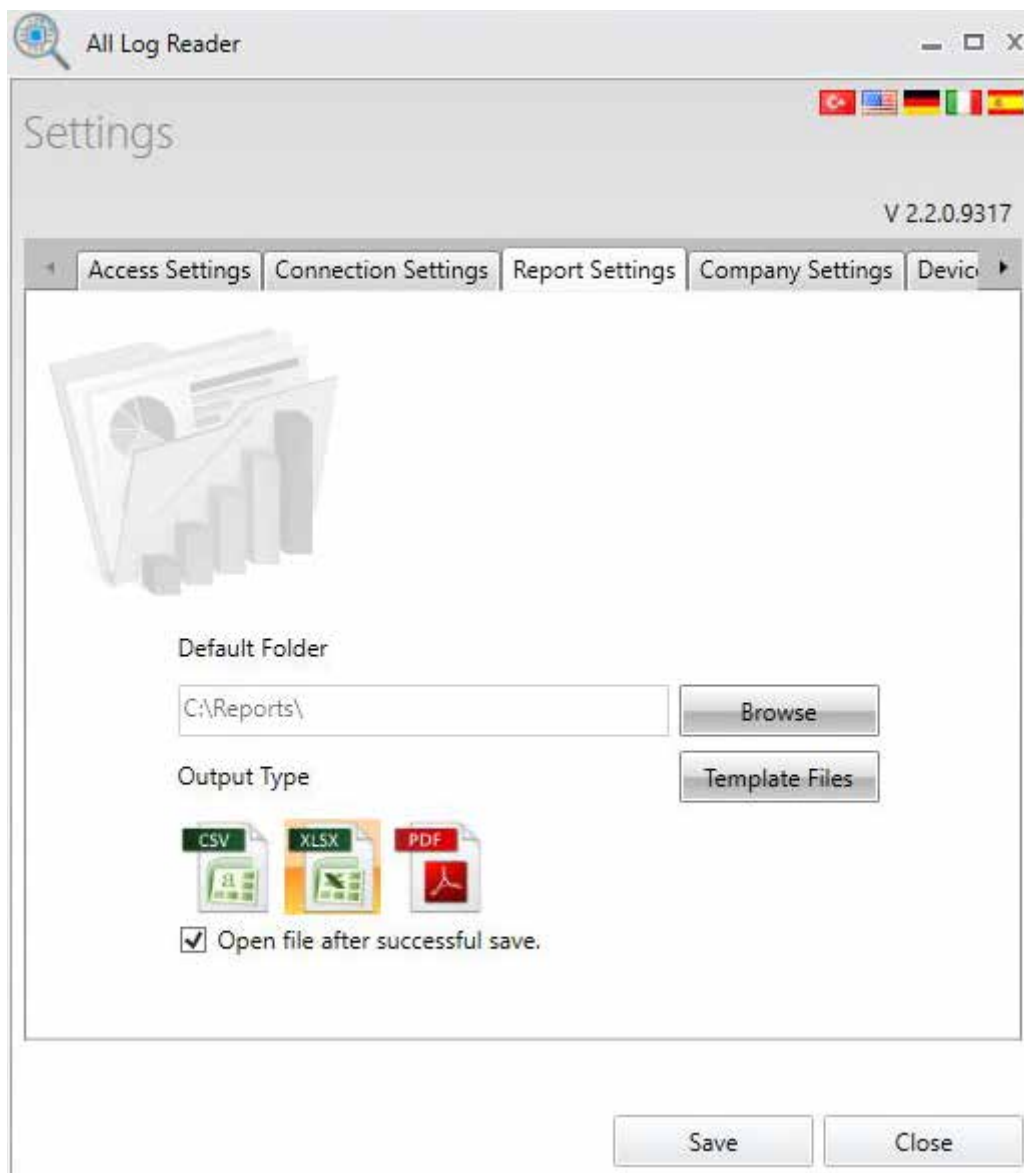 All Log Reader
Settings
V 2.2.0.9317
Access Settings Connection Settings Report Settings Company Settings Devic
Default Folder
C:\Reports\ Browse
Output Type Template Files
CSV XLSX PDF
a X
Open file after successful save.
Save Close